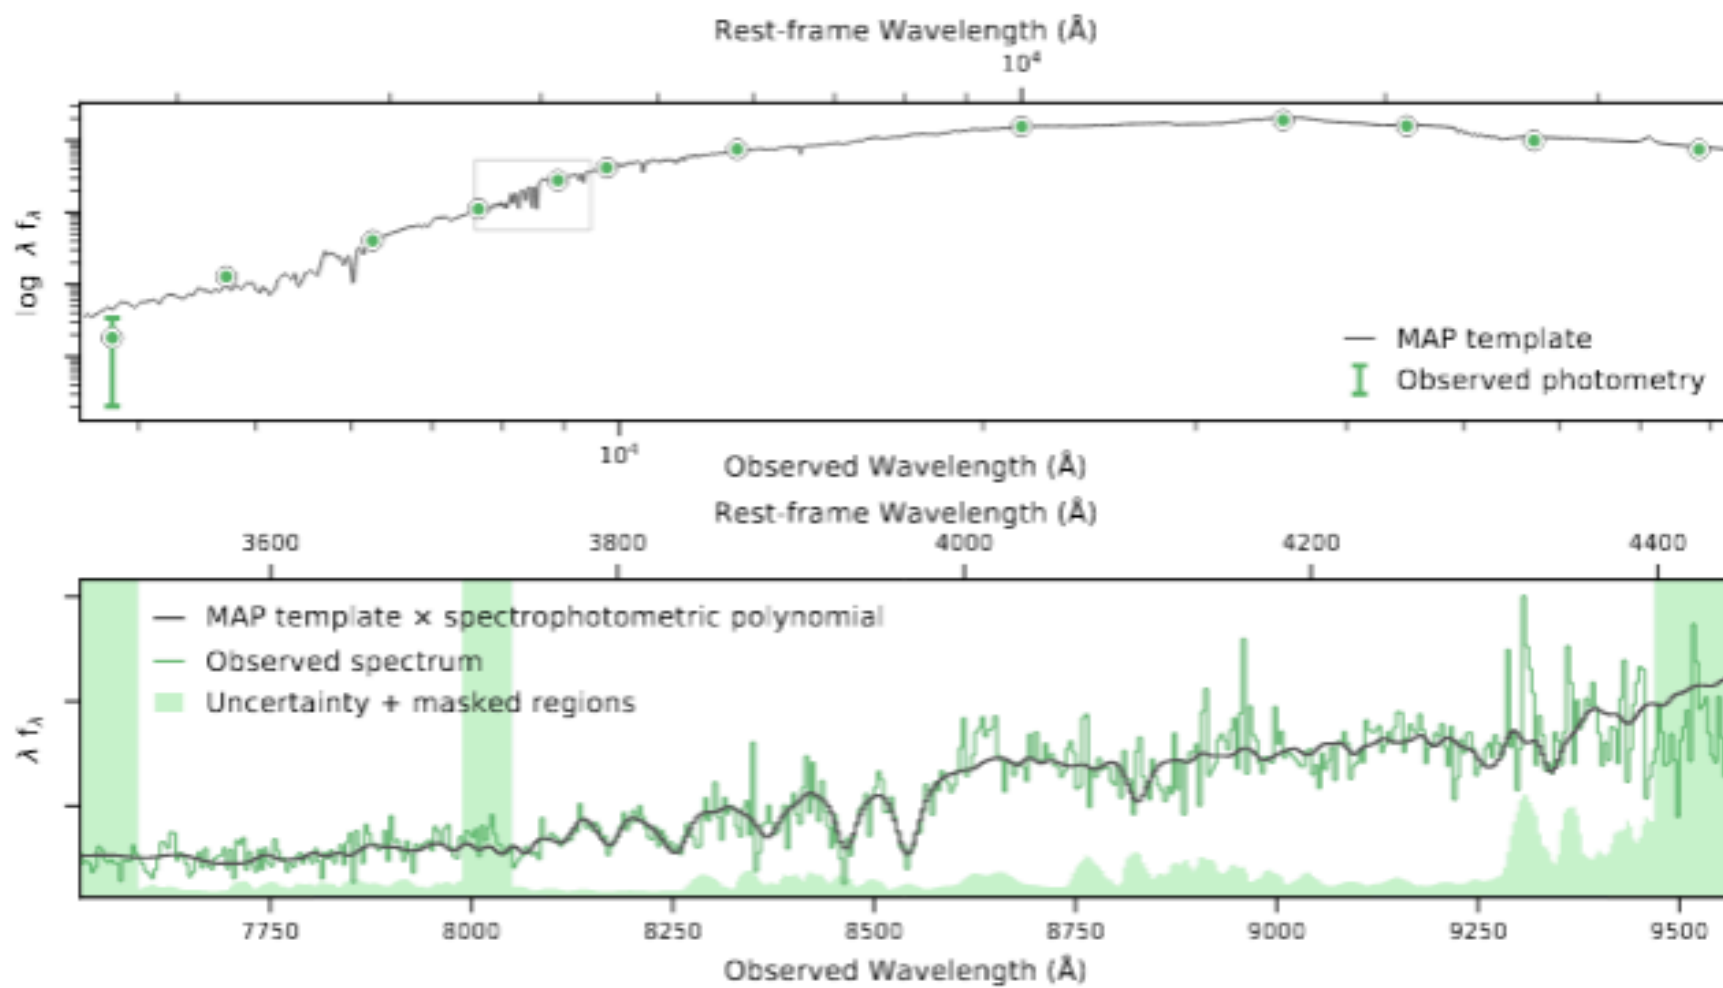 Rest-frame Wavelength (Å)
10⁴
log λ f_λ
MAP template
Observed photometry
10⁴
Observed Wavelength (Å)
Rest-frame Wavelength (Å)
3600 3800 4000 4200 4400
MAP template × spectrophotometric polynomial
Observed spectrum
Uncertainty + masked regions
λ f_λ
7750 8000 8250 8500 8750 9000 9250 9500
Observed Wavelength (Å)